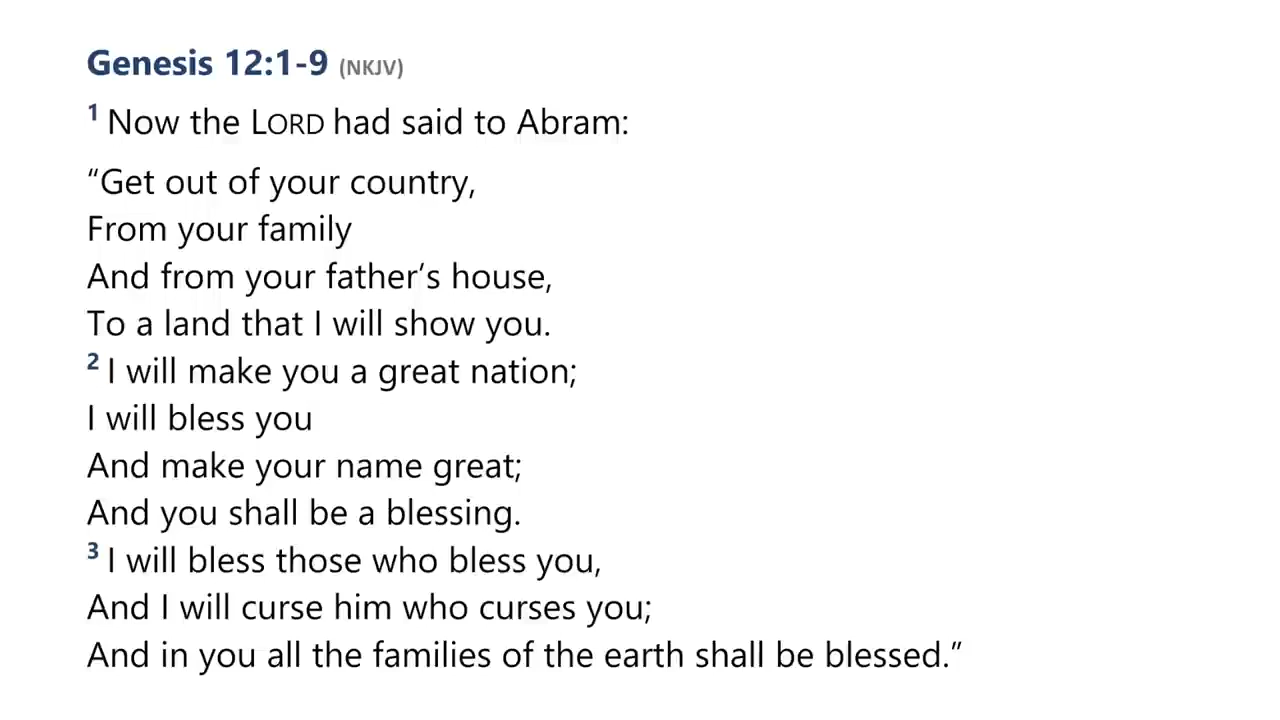 Genesis 12:1-9 (NKJV)
1 Now the LORD had said to Abram:
“Get out of your country,
From your family
And from your father’s house,
To a land that I will show you.
2 I will make you a great nation;
I will bless you
And make your name great;
And you shall be a blessing.
3 I will bless those who bless you,
And I will curse him who curses you;
And in you all the families of the earth shall be blessed.”